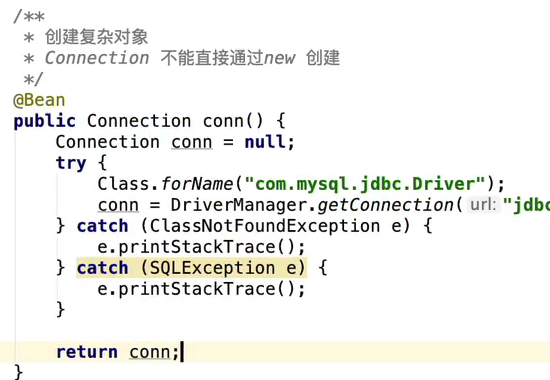 /**
 * 创建复杂对象
 * Connection 不能直接通过new 创建
 */
@Bean
public Connection conn() {
    Connection conn = null;
    try {
        Class.forName("com.mysql.jdbc.Driver");
        conn = DriverManager.getConnection( url: "jdbc
    } catch (ClassNotFoundException e) {
        e.printStackTrace();
    } catch (SQLException e) {
        e.printStackTrace();
    }
    return conn;
}